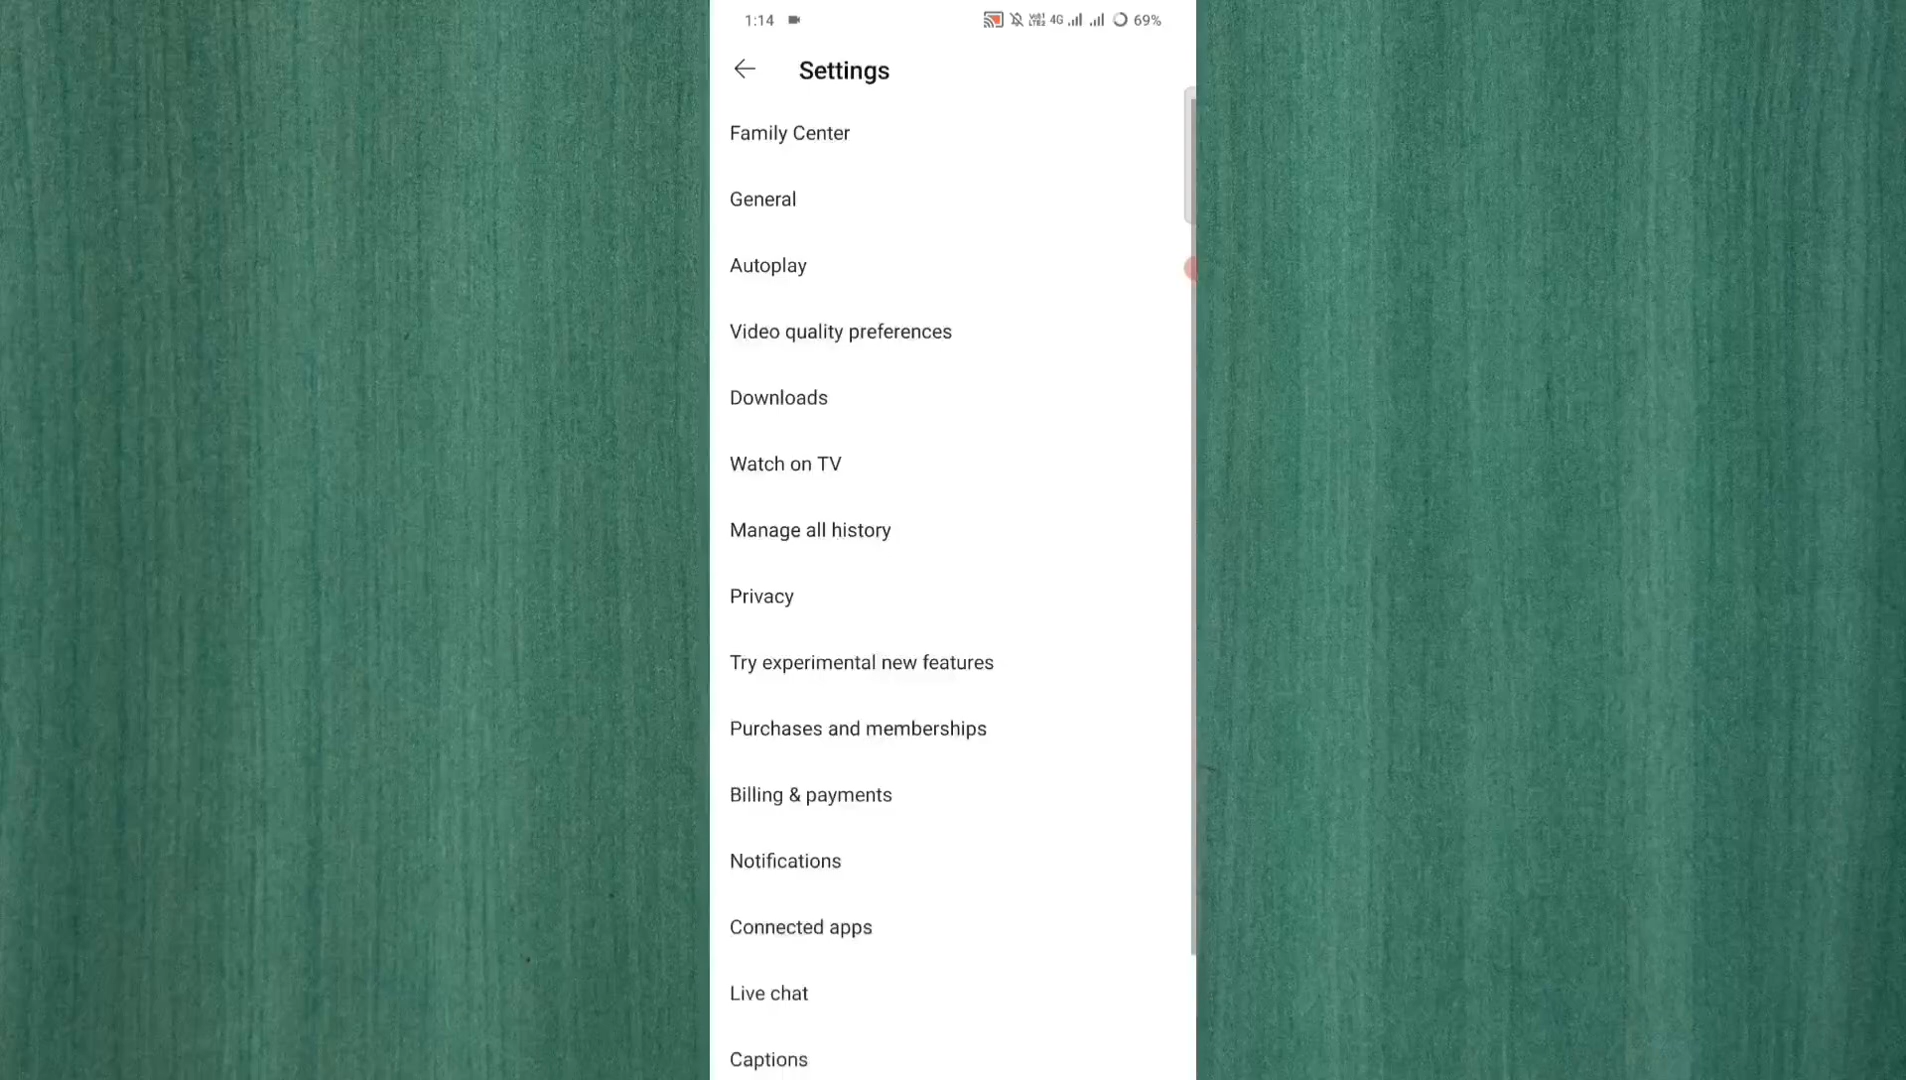 1:14 4G 69%
Settings
Family Center
General
Autoplay
Video quality preferences
Downloads
Watch on TV
Manage all history
Privacy
Try experimental new features
Purchases and memberships
Billing & payments
Notifications
Connected apps
Live chat
Captions